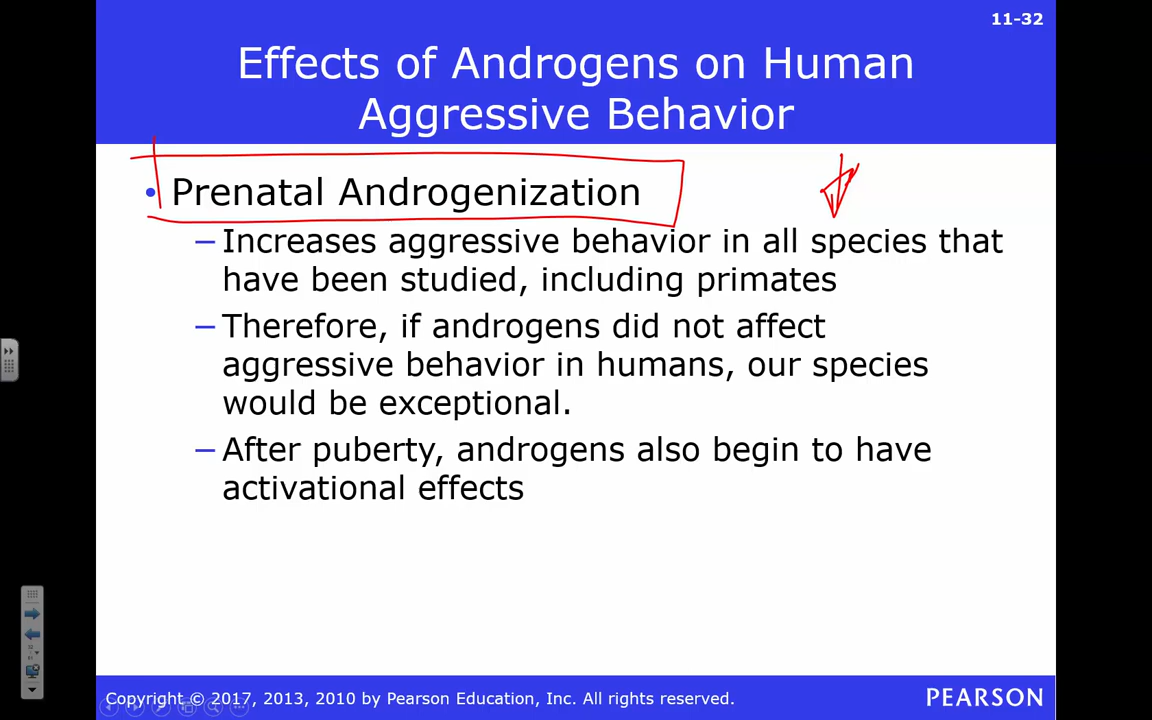 11-32
Effects of Androgens on Human
Aggressive Behavior
• Prenatal Androgenization
– Increases aggressive behavior in all species that
have been studied, including primates
– Therefore, if androgens did not affect
aggressive behavior in humans, our species
would be exceptional.
– After puberty, androgens also begin to have
activational effects
Copyright © 2017, 2013, 2010 by Pearson Education, Inc. All rights reserved.
PEARSON